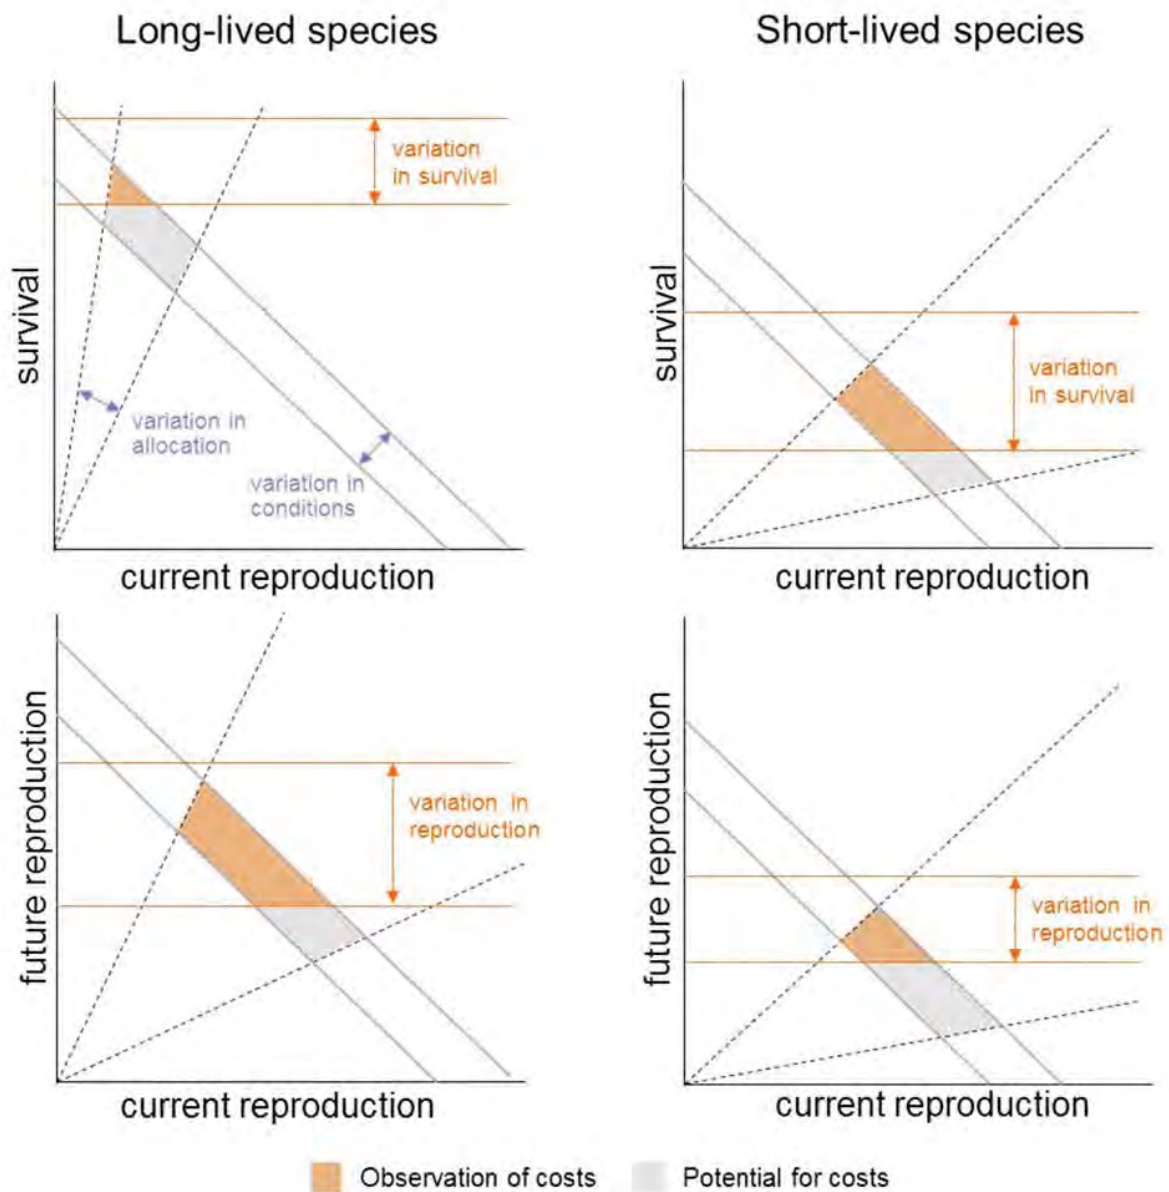 Long-lived species
Short-lived species
survival
variation
in survival
variation in
allocation
variation in
conditions
current reproduction
survival
variation
in survival
current reproduction
future reproduction
variation in
reproduction
current reproduction
future reproduction
variation in
reproduction
current reproduction
Observation of costs
Potential for costs